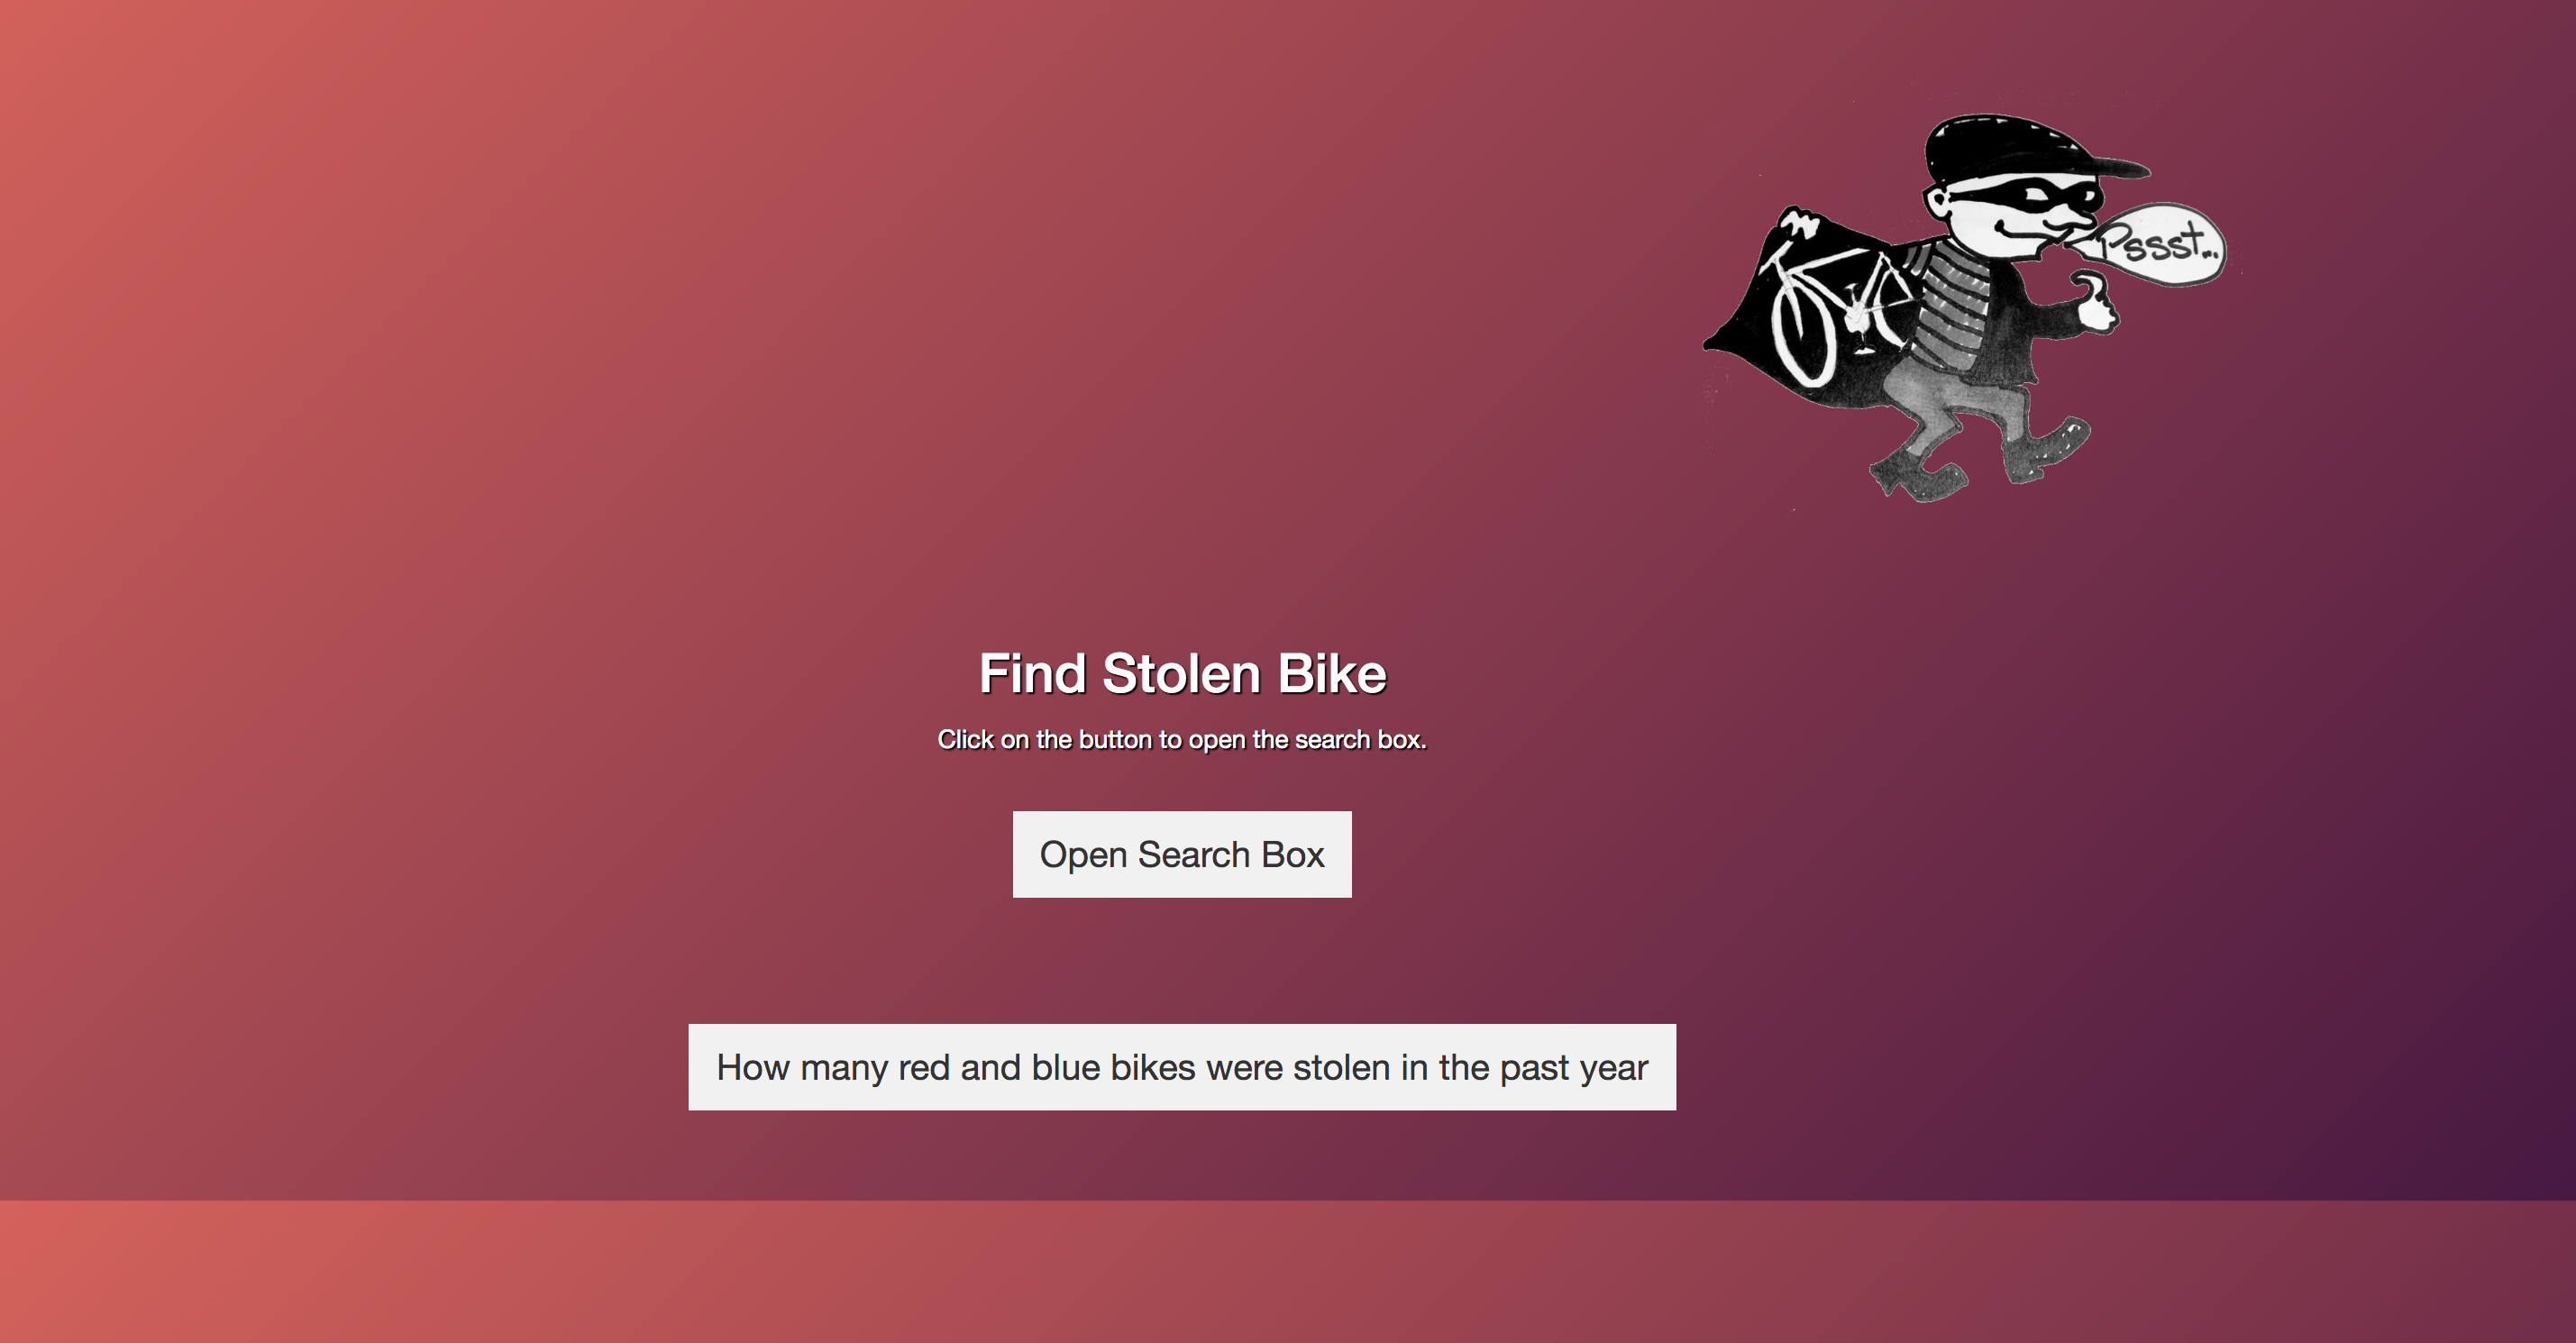 Pssst...
Find Stolen Bike
Click on the button to open the search box.
Open Search Box
How many red and blue bikes were stolen in the past year